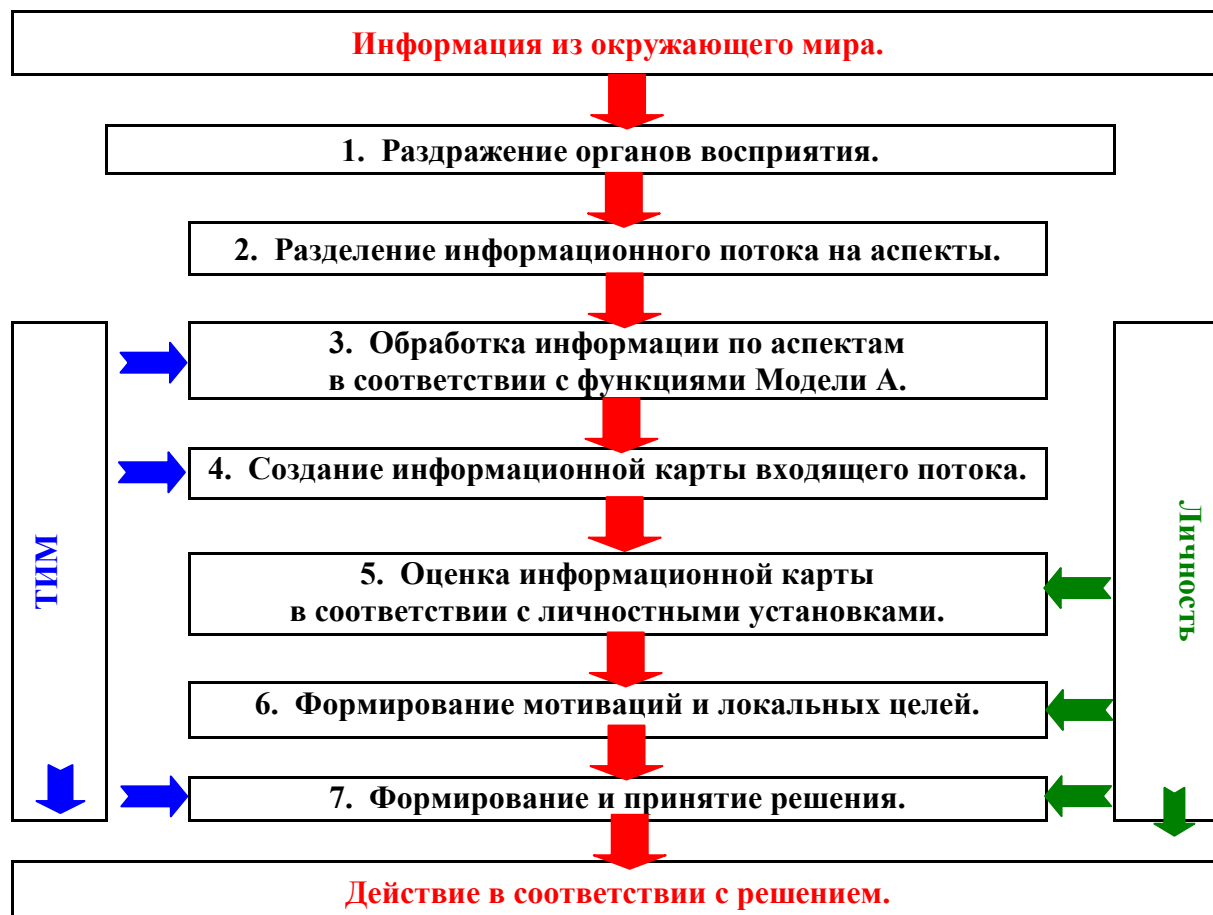 Информация из окружающего мира.
1. Раздражение органов восприятия.
2. Разделение информационного потока на аспекты.
3. Обработка информации по аспектам
в соответствии с функциями Модели А.
4. Создание информационной карты входящего потока.
ТИМ
Личность
5. Оценка информационной карты
в соответствии с личностными установками.
6. Формирование мотиваций и локальных целей.
7. Формирование и принятие решения.
Действие в соответствии с решением.